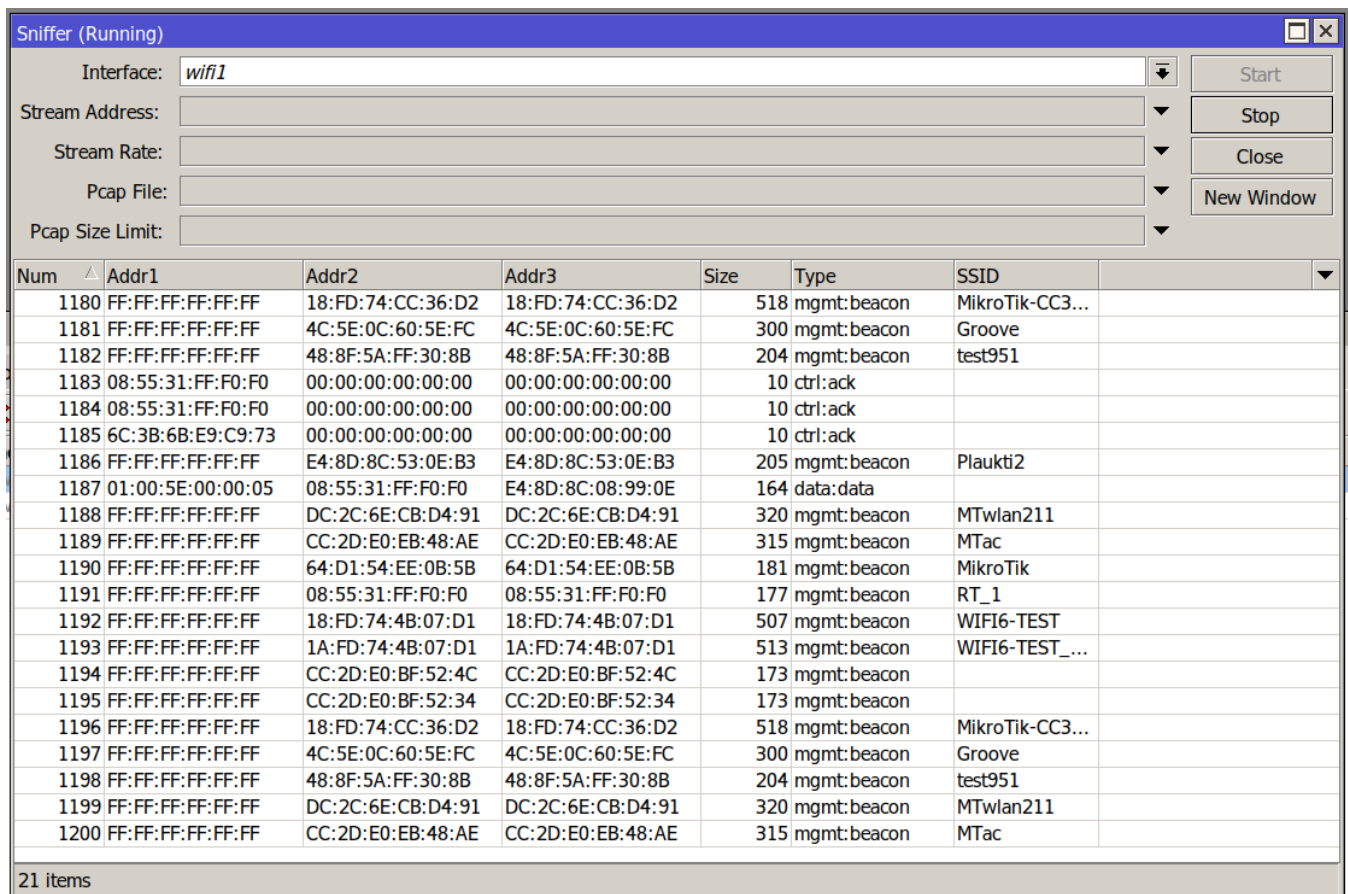 Sniffer (Running)
Interface: wifi1 Start
Stream Address: Stop
Stream Rate: Close
Pcap File: New Window
Pcap Size Limit:
Num Addr1 Addr2 Addr3 Size Type SSID
1180 FF:FF:FF:FF:FF:FF 18:FD:74:CC:36:D2 18:FD:74:CC:36:D2 518 mgmt:beacon MikroTik-CC3...
1181 FF:FF:FF:FF:FF:FF 4C:5E:0C:60:5E:FC 4C:5E:0C:60:5E:FC 300 mgmt:beacon Groove
1182 FF:FF:FF:FF:FF:FF 48:8F:5A:FF:30:8B 48:8F:5A:FF:30:8B 204 mgmt:beacon test951
1183 08:55:31:FF:F0:F0 00:00:00:00:00:00 00:00:00:00:00:00 10 ctrl:ack
1184 08:55:31:FF:F0:F0 00:00:00:00:00:00 00:00:00:00:00:00 10 ctrl:ack
1185 6C:3B:6B:E9:C9:73 00:00:00:00:00:00 00:00:00:00:00:00 10 ctrl:ack
1186 FF:FF:FF:FF:FF:FF E4:8D:8C:53:0E:B3 E4:8D:8C:53:0E:B3 205 mgmt:beacon Plaukti2
1187 01:00:5E:00:00:05 08:55:31:FF:F0:F0 E4:8D:8C:08:99:0E 164 data:data
1188 FF:FF:FF:FF:FF:FF DC:2C:6E:CB:D4:91 DC:2C:6E:CB:D4:91 320 mgmt:beacon MTwlan211
1189 FF:FF:FF:FF:FF:FF CC:2D:E0:EB:48:AE CC:2D:E0:EB:48:AE 315 mgmt:beacon MTac
1190 FF:FF:FF:FF:FF:FF 64:D1:54:EE:0B:5B 64:D1:54:EE:0B:5B 181 mgmt:beacon MikroTik
1191 FF:FF:FF:FF:FF:FF 08:55:31:FF:F0:F0 08:55:31:FF:F0:F0 177 mgmt:beacon RT_1
1192 FF:FF:FF:FF:FF:FF 18:FD:74:4B:07:D1 18:FD:74:4B:07:D1 507 mgmt:beacon WIFI6-TEST
1193 FF:FF:FF:FF:FF:FF 1A:FD:74:4B:07:D1 1A:FD:74:4B:07:D1 513 mgmt:beacon WIFI6-TEST_...
1194 FF:FF:FF:FF:FF:FF CC:2D:E0:BF:52:4C CC:2D:E0:BF:52:4C 173 mgmt:beacon
1195 FF:FF:FF:FF:FF:FF CC:2D:E0:BF:52:34 CC:2D:E0:BF:52:34 173 mgmt:beacon
1196 FF:FF:FF:FF:FF:FF 18:FD:74:CC:36:D2 18:FD:74:CC:36:D2 518 mgmt:beacon MikroTik-CC3...
1197 FF:FF:FF:FF:FF:FF 4C:5E:0C:60:5E:FC 4C:5E:0C:60:5E:FC 300 mgmt:beacon Groove
1198 FF:FF:FF:FF:FF:FF 48:8F:5A:FF:30:8B 48:8F:5A:FF:30:8B 204 mgmt:beacon test951
1199 FF:FF:FF:FF:FF:FF DC:2C:6E:CB:D4:91 DC:2C:6E:CB:D4:91 320 mgmt:beacon MTwlan211
1200 FF:FF:FF:FF:FF:FF CC:2D:E0:EB:48:AE CC:2D:E0:EB:48:AE 315 mgmt:beacon MTac
21 items